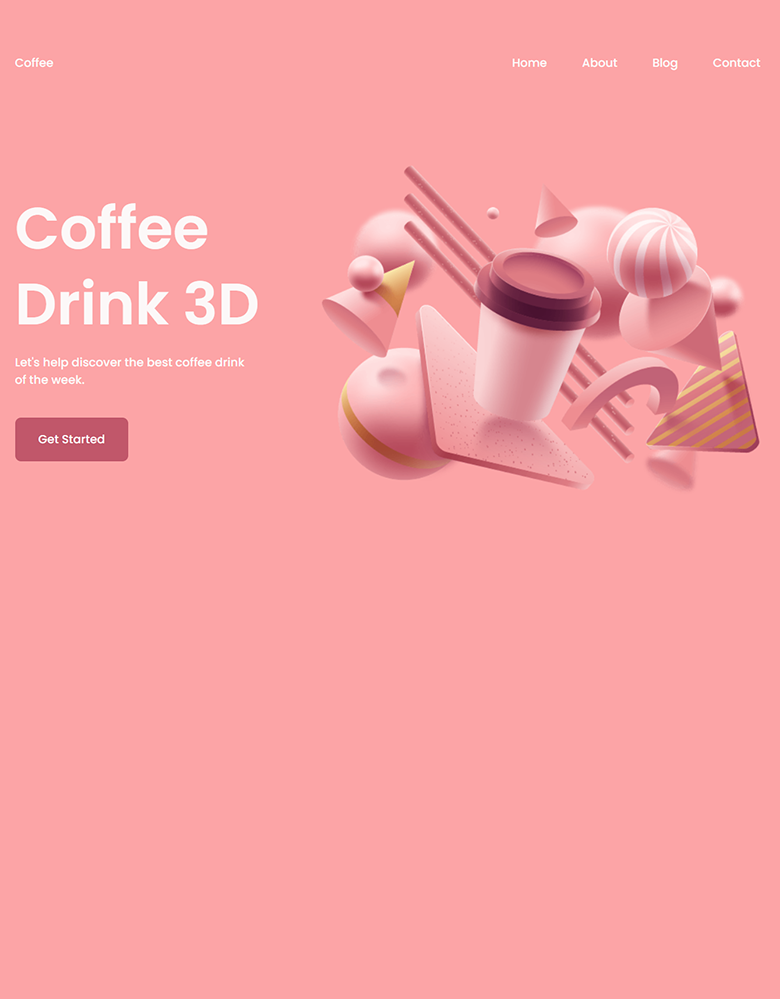 Coffee
Home About Blog Contact
Coffee
Drink 3D
Let's help discover the best coffee drink
of the week.
Get Started